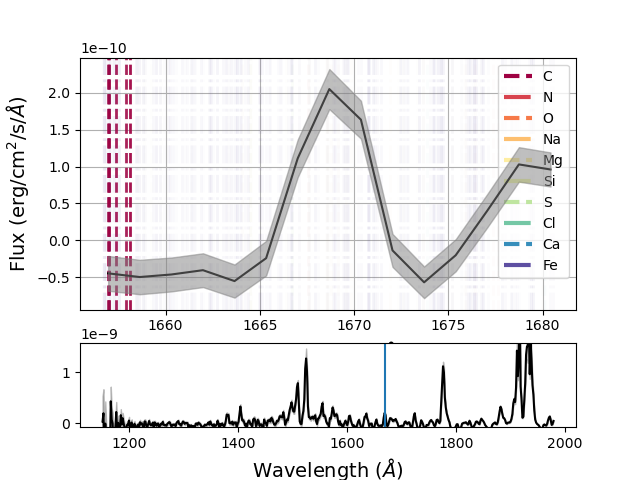 1e−10
Flux (erg/cm²/s/Å)
2.0
1.5
1.0
0.5
0.0
−0.5
C
N
O
Na
Mg
Si
S
Cl
Ca
Fe
1660 1665 1670 1675 1680
1e−9
1
0
1200 1400 1600 1800 2000
Wavelength (Å)